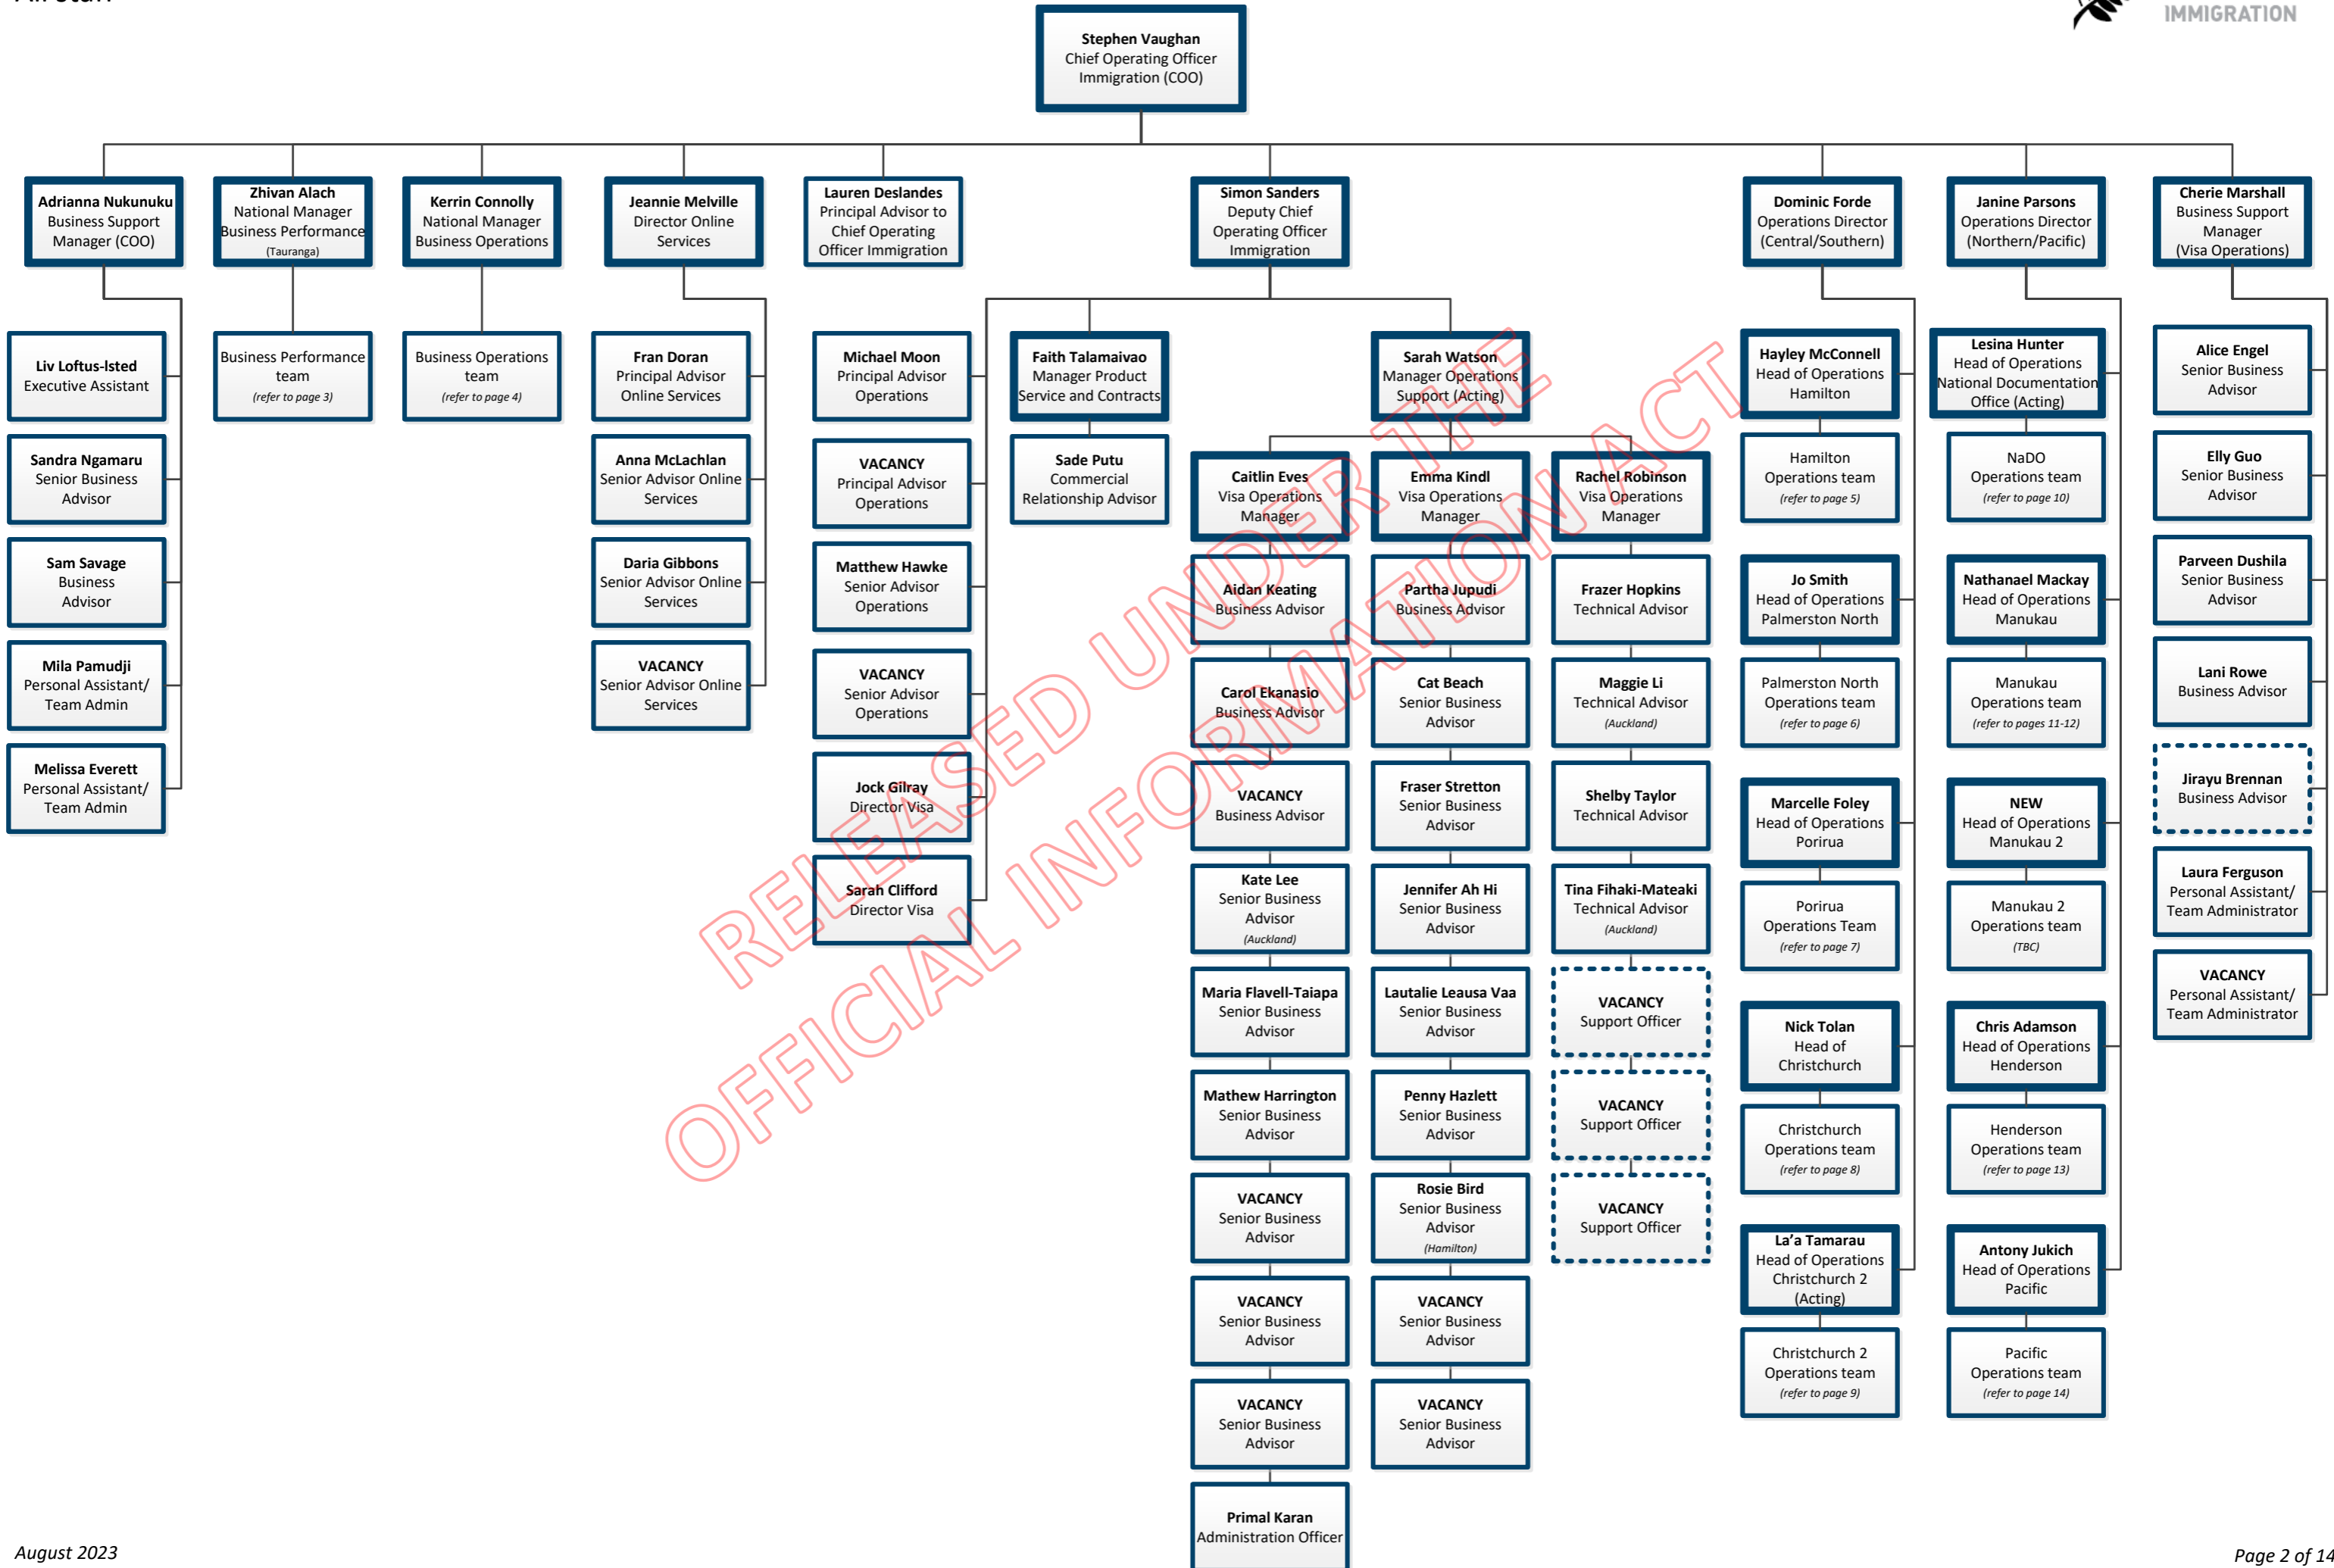 IMMIGRATION
Stephen Vaughan
Chief Operating Officer
Immigration (COO)
Adrianna Nukunuku
Business Support
Manager (COO)
Zhivan Alach
National Manager
Business Performance
(Tauranga)
Kerrin Connolly
National Manager
Business Operations
Jeannie Melville
Director Online
Services
Lauren Deslandes
Principal Advisor to
Chief Operating
Officer Immigration
Simon Sanders
Deputy Chief
Operating Officer
Immigration
Dominic Forde
Operations Director
(Central/Southern)
Janine Parsons
Operations Director
(Northern/Pacific)
Cherie Marshall
Business Support
Manager
(Visa Operations)
Liv Loftus-Isted
Executive Assistant
Sandra Ngamaru
Senior Business
Advisor
Sam Savage
Business
Advisor
Mila Pamudji
Personal Assistant/
Team Admin
Melissa Everett
Personal Assistant/
Team Admin
Business Performance
team
(refer to page 3)
Business Operations
team
(refer to page 4)
Fran Doran
Principal Advisor
Online Services
Anna McLachlan
Senior Advisor Online
Services
Daria Gibbons
Senior Advisor Online
Services
VACANCY
Senior Advisor Online
Services
Michael Moon
Principal Advisor
Operations
VACANCY
Principal Advisor
Operations
Matthew Hawke
Senior Advisor
Operations
VACANCY
Senior Advisor
Operations
Jock Gilray
Director Visa
Sarah Clifford
Director Visa
Faith Talamaivao
Manager Product
Service and Contracts
Sade Putu
Commercial
Relationship Advisor
Sarah Watson
Manager Operations
Support (Acting)
Caitlin Eves
Visa Operations
Manager
Aidan Keating
Business Advisor
Carol Ekanasio
Business Advisor
VACANCY
Business Advisor
Kate Lee
Senior Business
Advisor
(Auckland)
Maria Flavell-Taiapa
Senior Business
Advisor
Mathew Harrington
Senior Business
Advisor
VACANCY
Senior Business
Advisor
VACANCY
Senior Business
Advisor
VACANCY
Senior Business
Advisor
Primal Karan
Administration Officer
Emma Kindl
Visa Operations
Manager
Partha Jupudi
Business Advisor
Cat Beach
Senior Business
Advisor
Fraser Stretton
Senior Business
Advisor
Jennifer Ah Hi
Senior Business
Advisor
Lautalie Leausa Vaa
Senior Business
Advisor
Penny Hazlett
Senior Business
Advisor
Rosie Bird
Senior Business
Advisor
(Hamilton)
VACANCY
Senior Business
Advisor
VACANCY
Senior Business
Advisor
Rachel Robinson
Visa Operations
Manager
Frazer Hopkins
Technical Advisor
Maggie Li
Technical Advisor
(Auckland)
Shelby Taylor
Technical Advisor
Tina Fihaki-Mateaki
Technical Advisor
(Auckland)
VACANCY
Support Officer
VACANCY
Support Officer
VACANCY
Support Officer
Hayley McConnell
Head of Operations
Hamilton
Hamilton
Operations team
(refer to page 5)
Jo Smith
Head of Operations
Palmerston North
Palmerston North
Operations team
(refer to page 6)
Marcelle Foley
Head of Operations
Porirua
Porirua
Operations Team
(refer to page 7)
Nick Tolan
Head of
Christchurch
Christchurch
Operations team
(refer to page 8)
La'a Tamarau
Head of Operations
Christchurch 2
(Acting)
Christchurch 2
Operations team
(refer to page 9)
Lesina Hunter
Head of Operations
National Documentation
Office (Acting)
NaDO
Operations team
(refer to page 10)
Nathanael Mackay
Head of Operations
Manukau
Manukau
Operations team
(refer to pages 11-12)
NEW
Head of Operations
Manukau 2
Manukau 2
Operations team
(TBC)
Chris Adamson
Head of Operations
Henderson
Henderson
Operations team
(refer to page 13)
Antony Jukich
Head of Operations
Pacific
Pacific
Operations team
(refer to page 14)
Alice Engel
Senior Business
Advisor
Elly Guo
Senior Business
Advisor
Parveen Dushila
Senior Business
Advisor
Lani Rowe
Business Advisor
Jirayu Brennan
Business Advisor
Laura Ferguson
Personal Assistant/
Team Administrator
VACANCY
Personal Assistant/
Team Administrator
RELEASED UNDER THE
OFFICIAL INFORMATION ACT
August 2023
Page 2 of 14